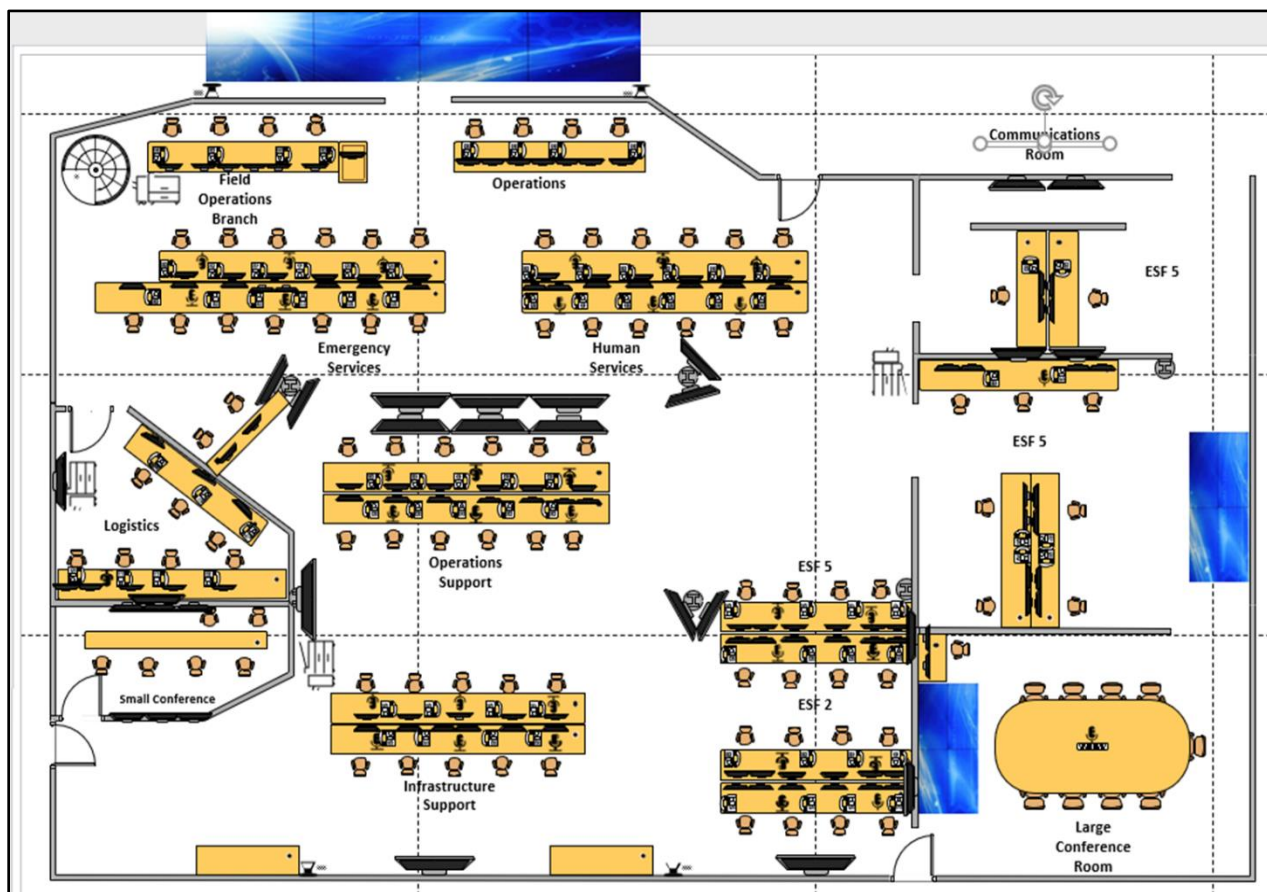 Communications
Room
Field
Operations
Branch
Operations
ESF 5
Emergency
Services
Human
Services
ESF 5
Logistics
Operations
Support
ESF 5
Small Conference
ESF 2
Infrastructure
Support
Large
Conference
Room